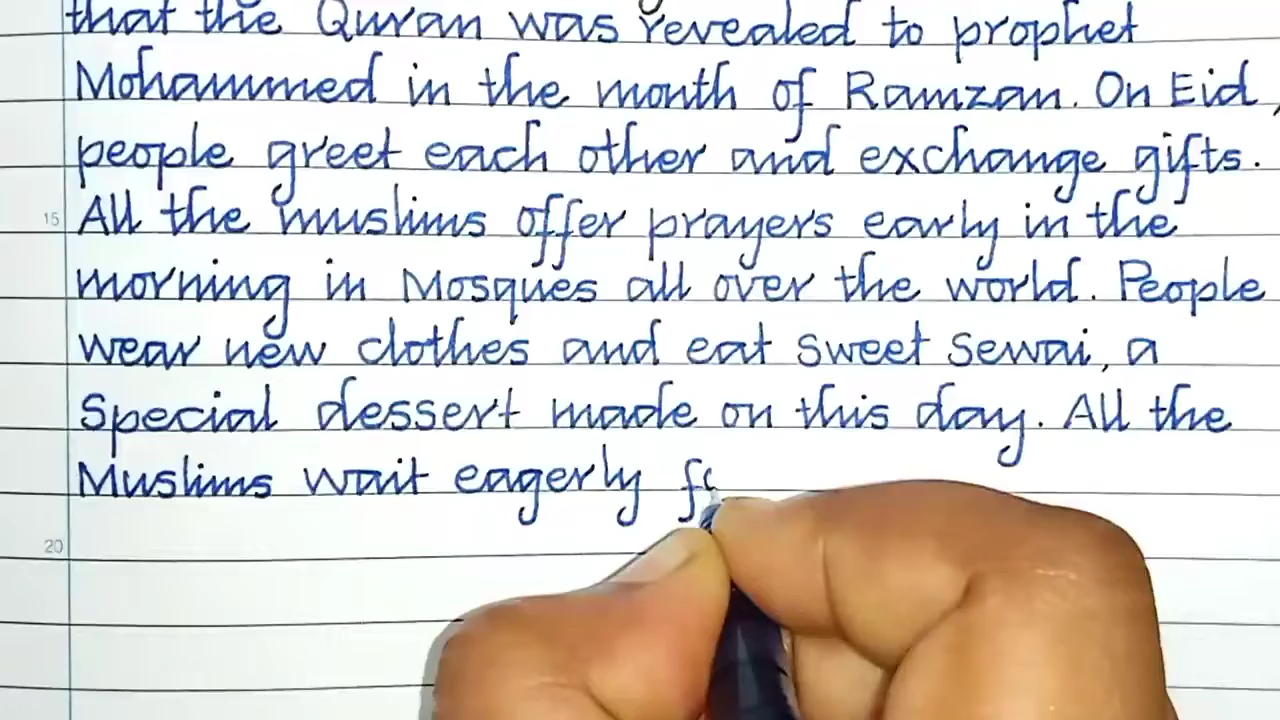 that the Quran was revealed to prophet
Mohammed in the month of Ramzan. On Eid,
people greet each other and exchange gifts.
15 All the muslims offer prayers early in the
morning in Mosques all over the world. People
wear new clothes and eat sweet Sewai, a
Special dessert made on this day. All the
Muslims wait eagerly
20